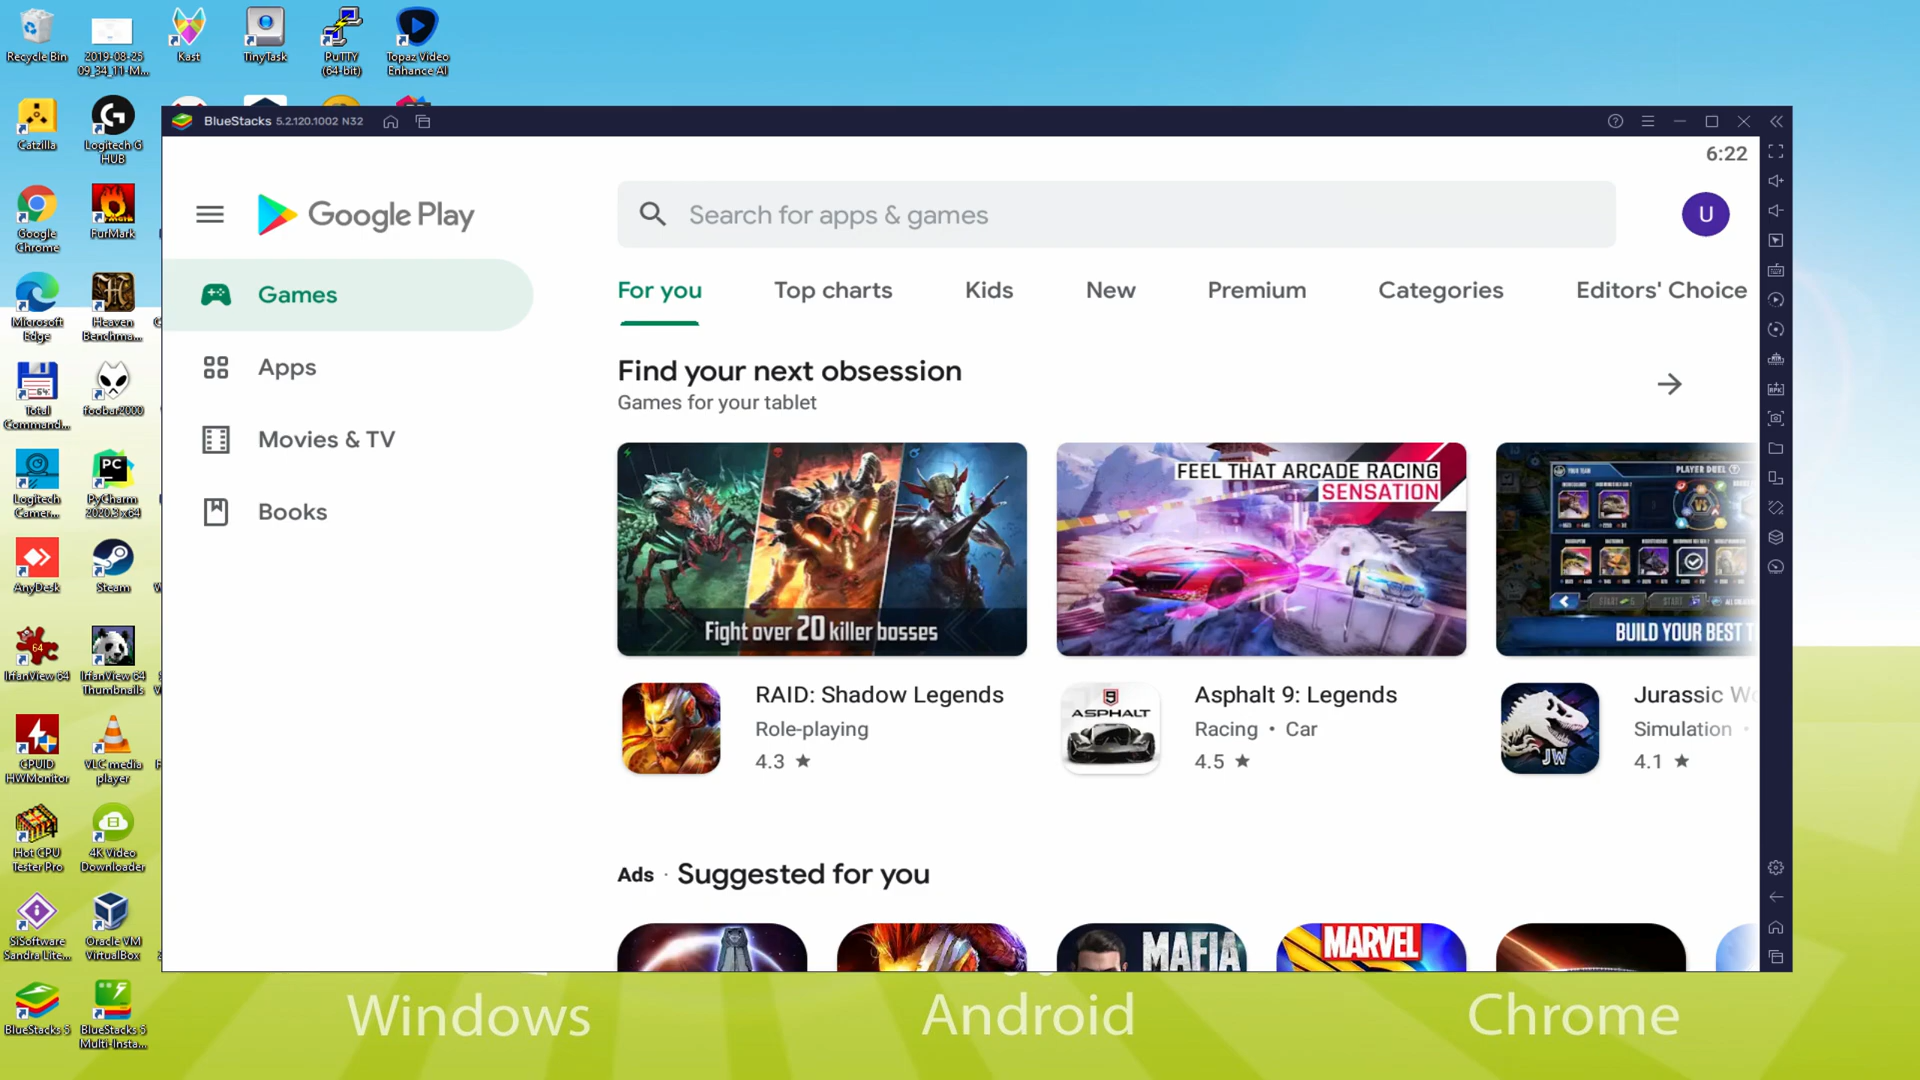 Recycle Bin
2019-08-25
09_34_11-M...
Kast
TinyTask
PuTTY
(64-bit)
Topaz Video
Enhance AI
Catzilla
Logitech G
HUB
Google
Chrome
FurMark
Microsoft
Edge
Heaven
Benchma...
Total
Command...
foobar2000
Logitech
Gamer...
PC
PyCharm
2020.3 x64
AnyDesk
Steam
64
IrfanView 64
IrfanView 64
Thumbnails
CPUID
HWMonitor
VLC media
player
Hot CPU
Tester Pro
4K Video
Downloader
SiSoftware
Sandra Lite...
Oracle VM
VirtualBox
BlueStacks 5
BlueStacks 5
Multi-Insta...
BlueStacks 5.2.120.1002 N32
6:22
Google Play
Search for apps & games
U
Games
Apps
Movies & TV
Books
For you
Top charts
Kids
New
Premium
Categories
Editors' Choice
Find your next obsession
Games for your tablet
Fight over 20 killer bosses
FEEL THAT ARCADE RACING
SENSATION
PLAYER DUEL
VS
BUILD YOUR BEST T
RAID: Shadow Legends
Role-playing
4.3 ★
9
ASPHALT
Asphalt 9: Legends
Racing • Car
4.5 ★
JW
Jurassic Wo
Simulation •
4.1 ★
Ads · Suggested for you
MAFIA
MARVEL
Windows
Android
Chrome